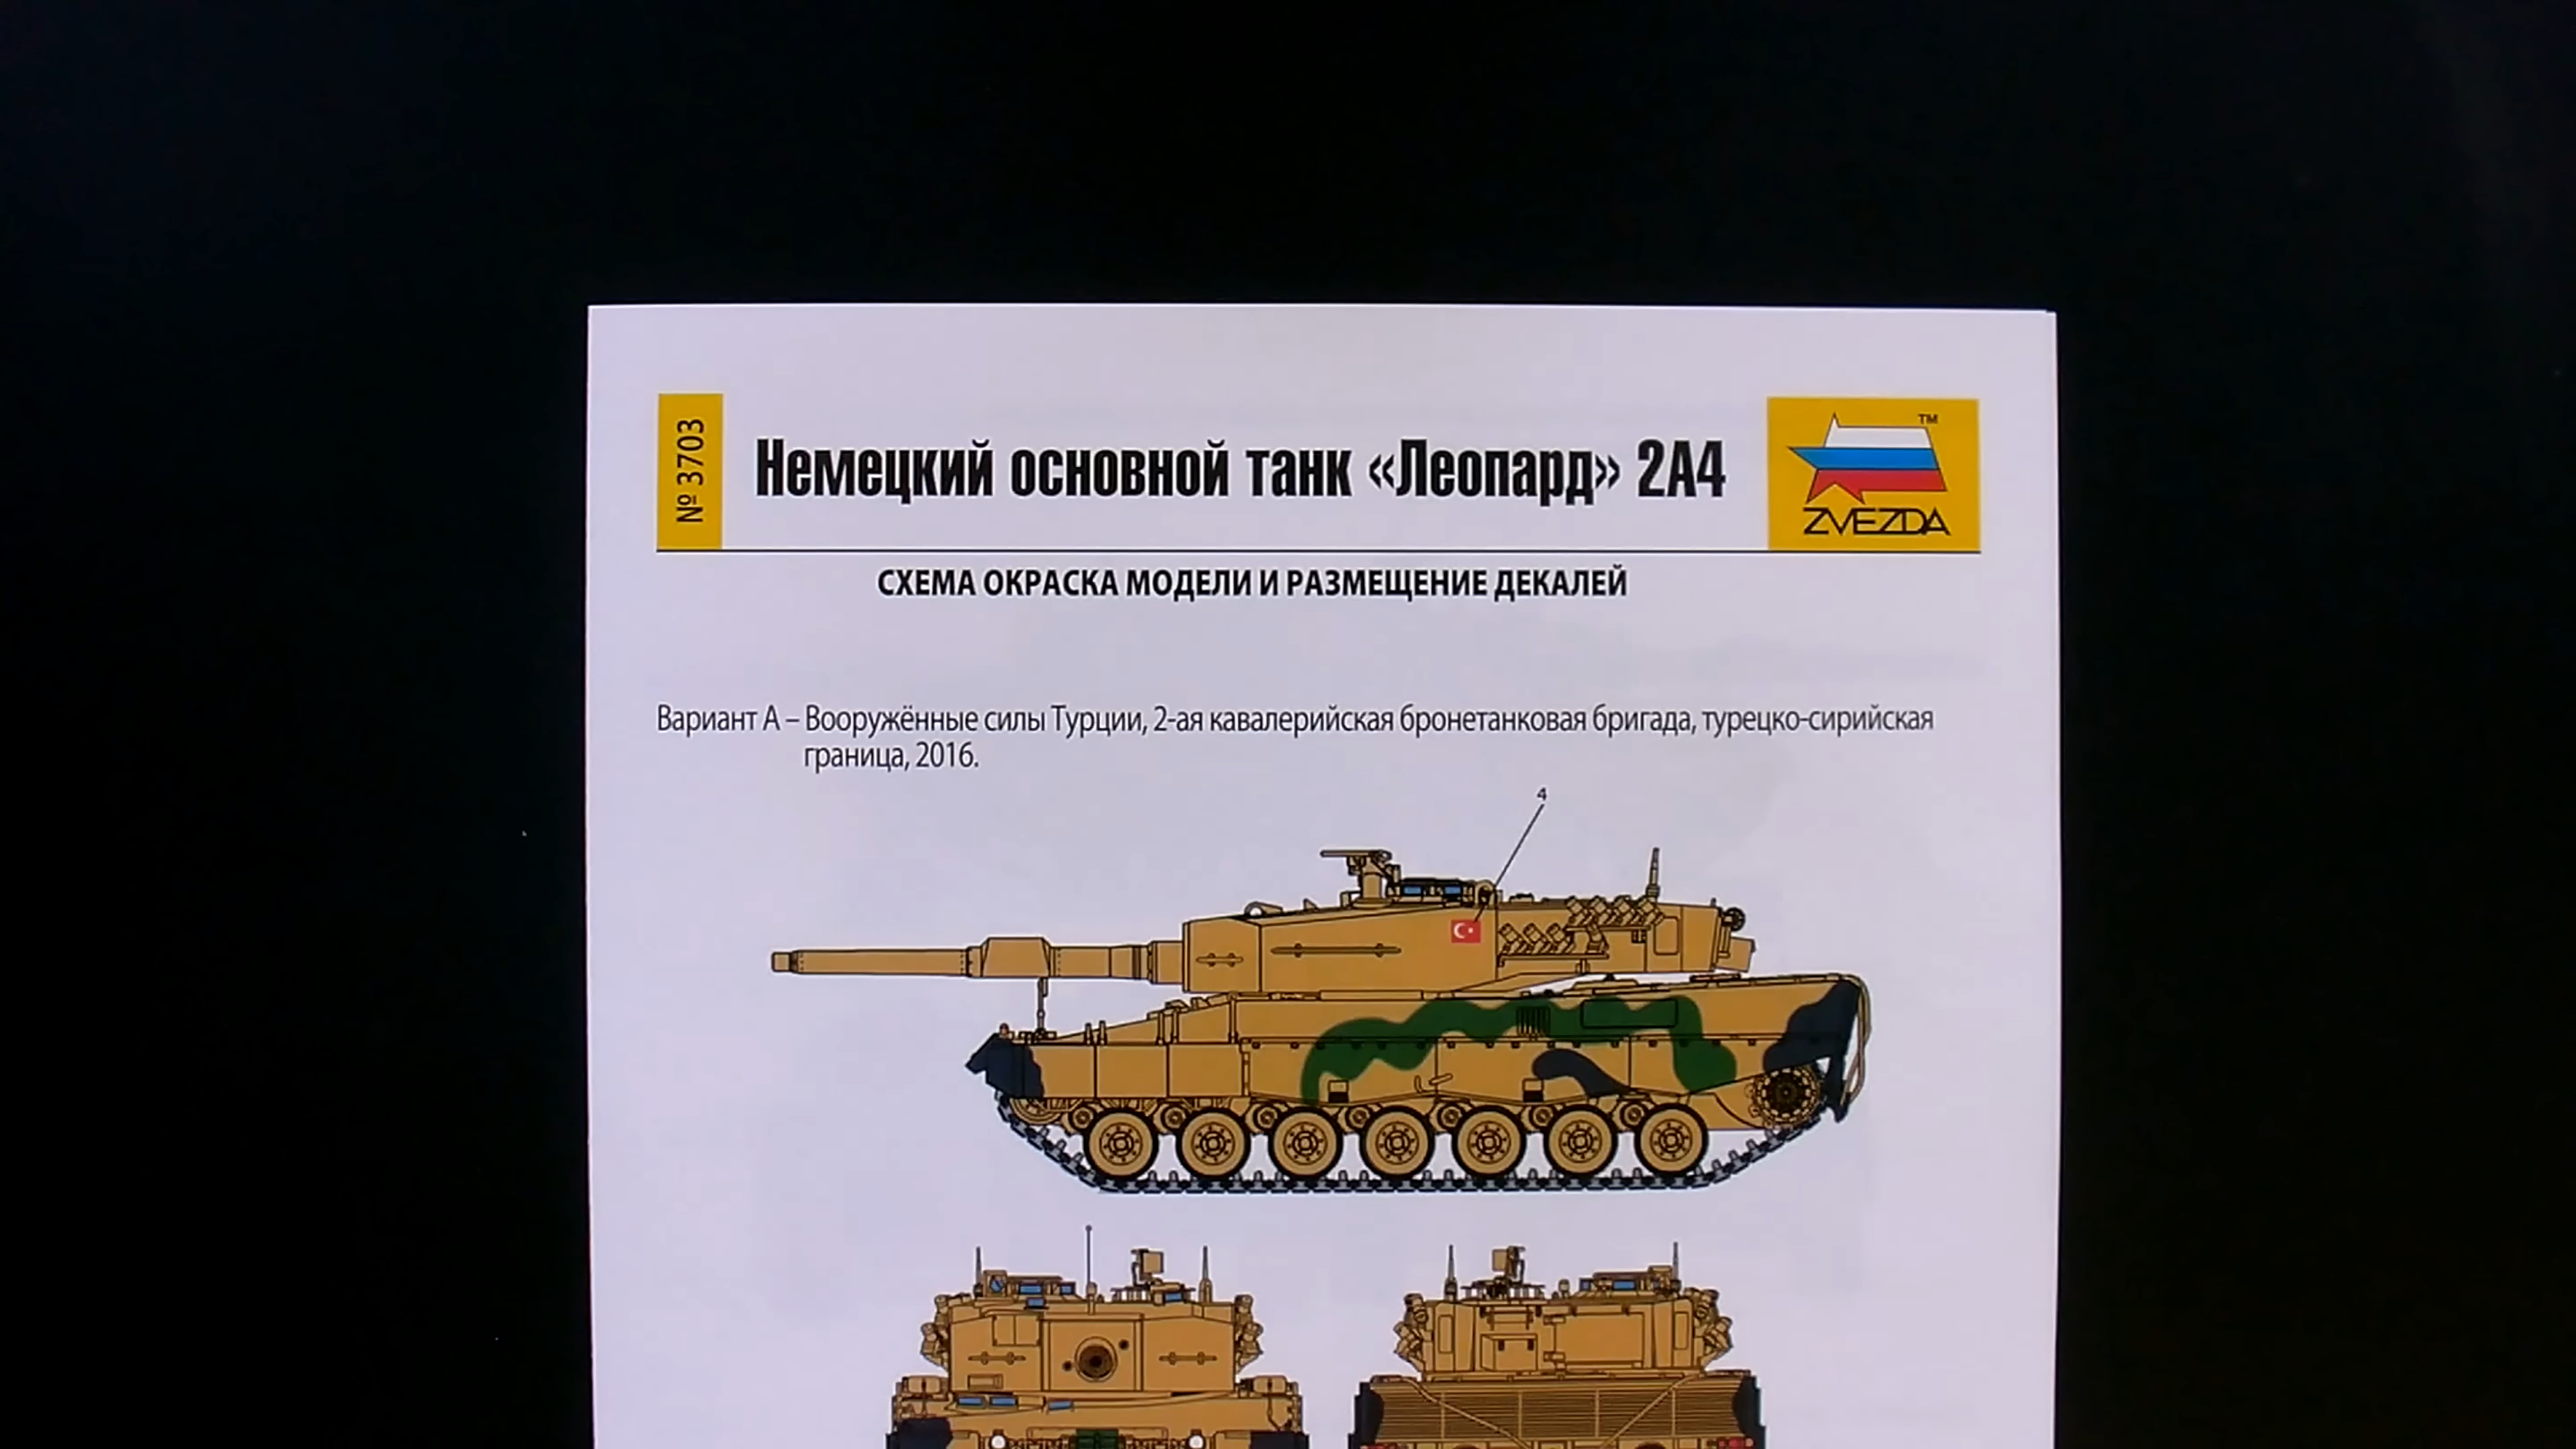 № 3703
Немецкий основной танк «Леопард» 2А4
TM
ZVEZDA
СХЕМА ОКРАСКА МОДЕЛИ И РАЗМЕЩЕНИЕ ДЕКАЛЕЙ
Вариант А – Вооружённые силы Турции, 2-ая кавалерийская бронетанковая бригада, турецко-сирийская
граница, 2016.
4